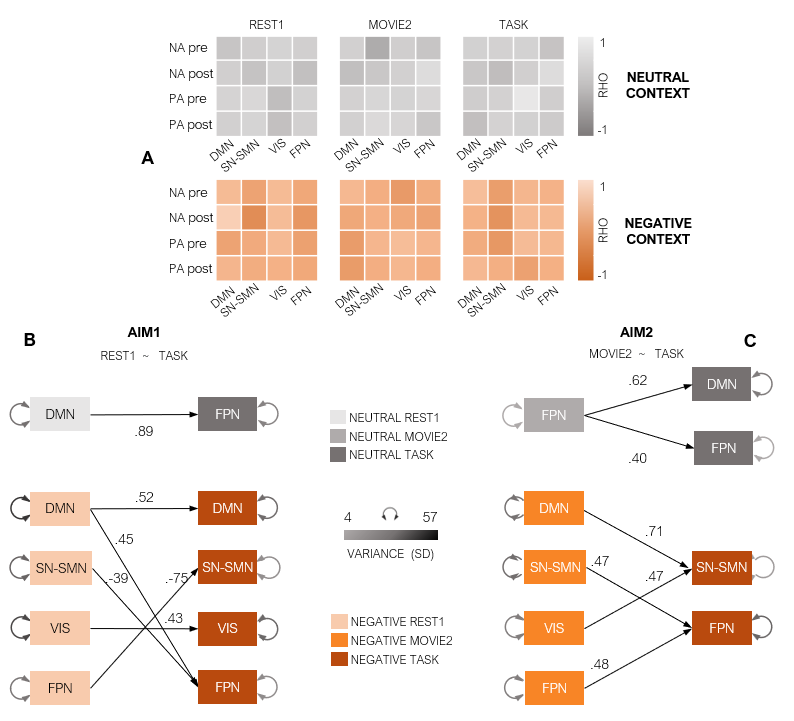 REST1 MOVIE2 TASK
NA pre
NA post
PA pre
PA post
DMN SN-SMN VIS FPN DMN SN-SMN VIS FPN DMN SN-SMN VIS FPN
1
RHO
-1
NEUTRAL
CONTEXT
A
NA pre
NA post
PA pre
PA post
DMN SN-SMN VIS FPN DMN SN-SMN VIS FPN DMN SN-SMN VIS FPN
1
RHO
-1
NEGATIVE
CONTEXT
B
AIM1
REST1 ~ TASK
DMN FPN
.89
DMN .52 DMN
.45
SN-SMN .-39 .-75 SN-SMN
VIS .43 VIS
FPN FPN
NEUTRAL REST1
NEUTRAL MOVIE2
NEUTRAL TASK
4 57
VARIANCE (SD)
NEGATIVE REST1
NEGATIVE MOVIE2
NEGATIVE TASK
AIM2
C
MOVIE2 ~ TASK
.62 DMN
FPN
.40 FPN
DMN
.71
SN-SMN .47 .47 SN-SMN
VIS FPN
.48
FPN